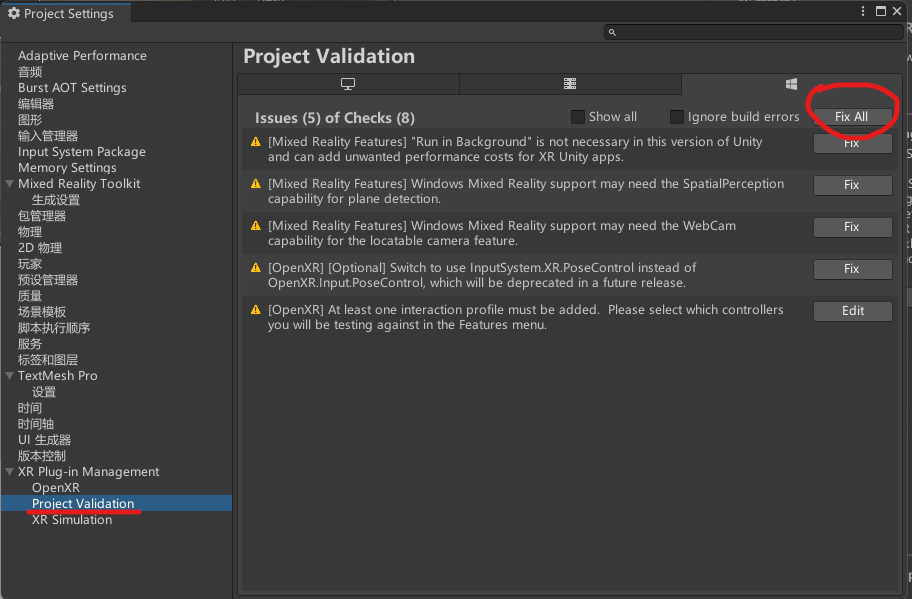 Project Settings
Adaptive Performance
音频
Burst AOT Settings
编辑器
图形
输入管理器
Input System Package
Memory Settings
Mixed Reality Toolkit
生成设置
包管理器
物理
2D 物理
玩家
预设管理器
质量
场景模板
脚本执行顺序
服务
标签和图层
TextMesh Pro
设置
时间
时间轴
UI 生成器
版本控制
XR Plug-in Management
OpenXR
Project Validation
XR Simulation
Project Validation
Issues (5) of Checks (8)
Show all
Ignore build errors
Fix All
[Mixed Reality Features] "Run in Background" is not necessary in this version of Unity
and can add unwanted performance costs for XR Unity apps.
Fix
[Mixed Reality Features] Windows Mixed Reality support may need the SpatialPerception
capability for plane detection.
Fix
[Mixed Reality Features] Windows Mixed Reality support may need the WebCam
capability for the locatable camera feature.
Fix
[OpenXR] [Optional] Switch to use InputSystem.XR.PoseControl instead of
OpenXR.Input.PoseControl, which will be deprecated in a future release.
Fix
[OpenXR] At least one interaction profile must be added.  Please select which controllers
you will be testing against in the Features menu.
Edit